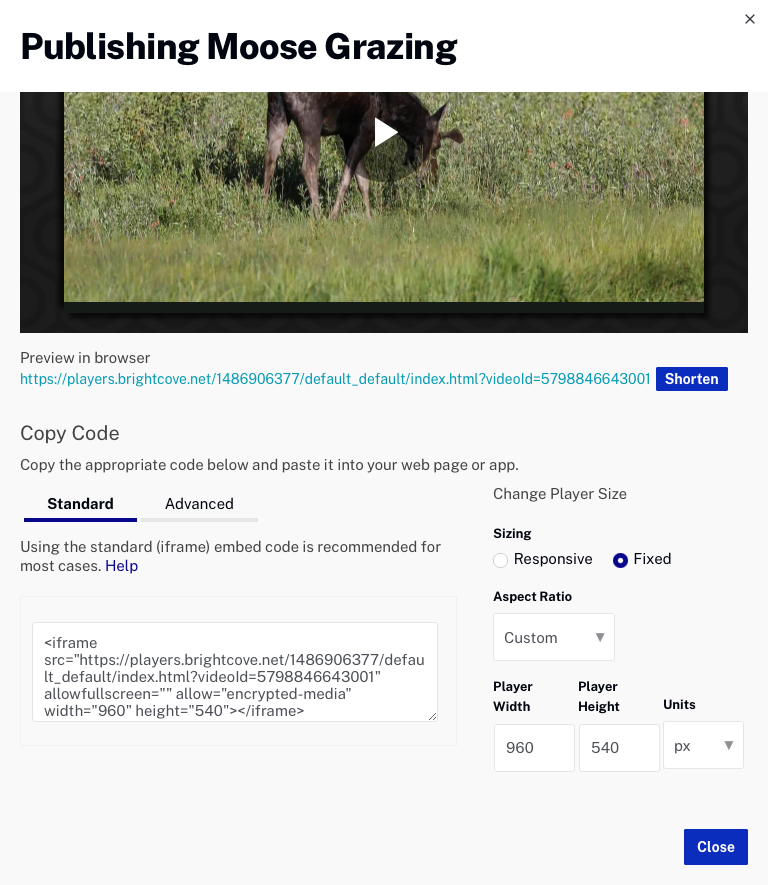 ×
Publishing Moose Grazing
Preview in browser
https://players.brightcove.net/1486906377/default_default/index.html?videoId=5798846643001 Shorten
Copy Code
Copy the appropriate code below and paste it into your web page or app.
Standard Advanced
Using the standard (iframe) embed code is recommended for
most cases. Help
<iframe
src="https://players.brightcove.net/1486906377/defau
lt_default/index.html?videoId=5798846643001"
allowfullscreen="" allow="encrypted-media"
width="960" height="540"></iframe>
Change Player Size
Sizing
Responsive Fixed
Aspect Ratio
Custom
Player
Width
Player
Height
Units
960 540 px
Close